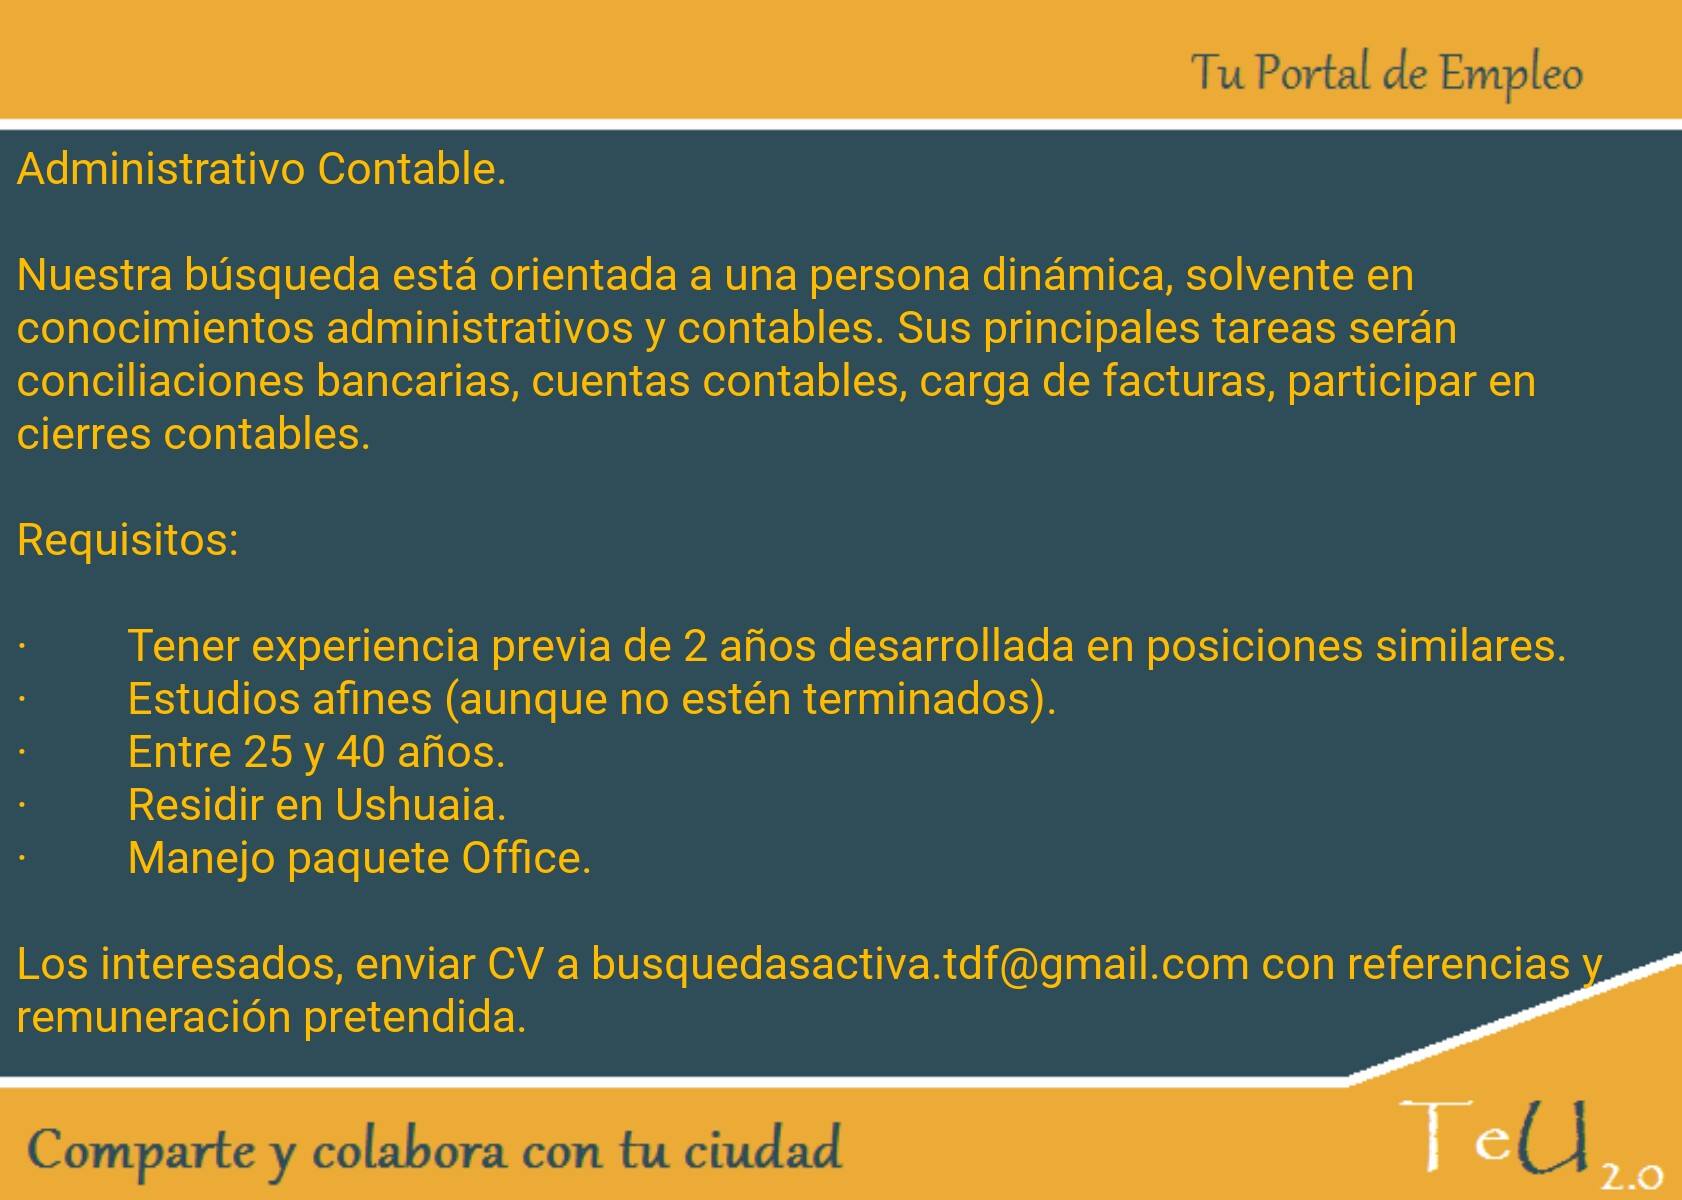 Tu Portal de Empleo
Administrativo Contable.
Nuestra búsqueda está orientada a una persona dinámica, solvente en
conocimientos administrativos y contables. Sus principales tareas serán
conciliaciones bancarias, cuentas contables, carga de facturas, participar en
cierres contables.
Requisitos:
· Tener experiencia previa de 2 años desarrollada en posiciones similares.
· Estudios afines (aunque no estén terminados).
· Entre 25 y 40 años.
· Residir en Ushuaia.
· Manejo paquete Office.
Los interesados, enviar CV a busquedasactiva.tdf@gmail.com con referencias y
remuneración pretendida.
Comparte y colabora con tu ciudad
TeU 2.0